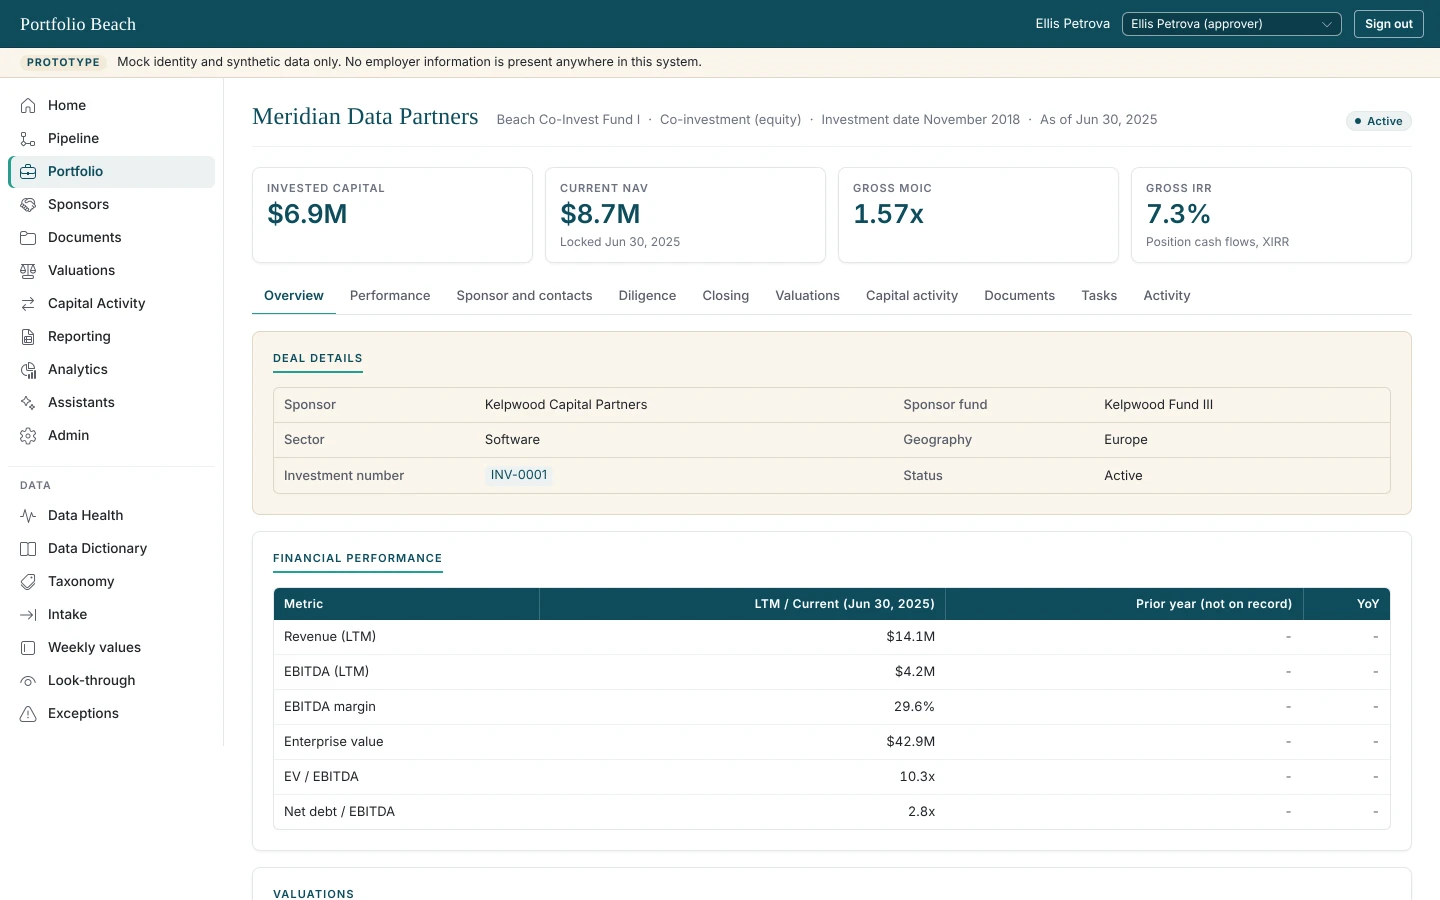 Portfolio Beach
Ellis Petrova
Ellis Petrova (approver)
Sign out
PROTOTYPE Mock identity and synthetic data only. No employer information is present anywhere in this system.
Home
Pipeline
Portfolio
Sponsors
Documents
Valuations
Capital Activity
Reporting
Analytics
Assistants
Admin
DATA
Data Health
Data Dictionary
Taxonomy
Intake
Weekly values
Look-through
Exceptions
Meridian Data Partners Beach Co-Invest Fund I · Co-investment (equity) · Investment date November 2018 · As of Jun 30, 2025
Active
INVESTED CAPITAL
$6.9M
CURRENT NAV
$8.7M
Locked Jun 30, 2025
GROSS MOIC
1.57x
GROSS IRR
7.3%
Position cash flows, XIRR
Overview Performance Sponsor and contacts Diligence Closing Valuations Capital activity Documents Tasks Activity
DEAL DETAILS
Sponsor Kelpwood Capital Partners Sponsor fund Kelpwood Fund III
Sector Software Geography Europe
Investment number INV-0001 Status Active
FINANCIAL PERFORMANCE
Metric LTM / Current (Jun 30, 2025) Prior year (not on record) YoY
Revenue (LTM) $14.1M - -
EBITDA (LTM) $4.2M - -
EBITDA margin 29.6% - -
Enterprise value $42.9M - -
EV / EBITDA 10.3x - -
Net debt / EBITDA 2.8x - -
VALUATIONS